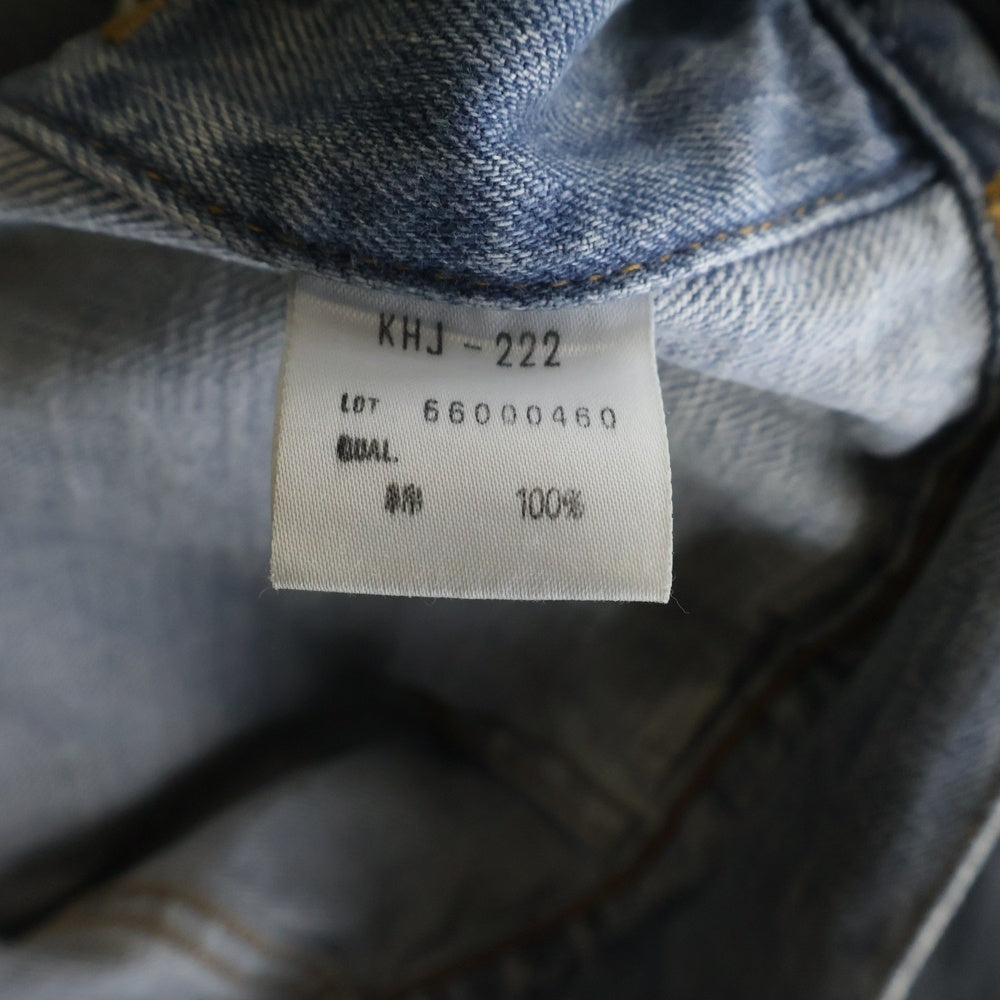 KHJ - 222
LOT 66000460
QUAL.
綿 100%